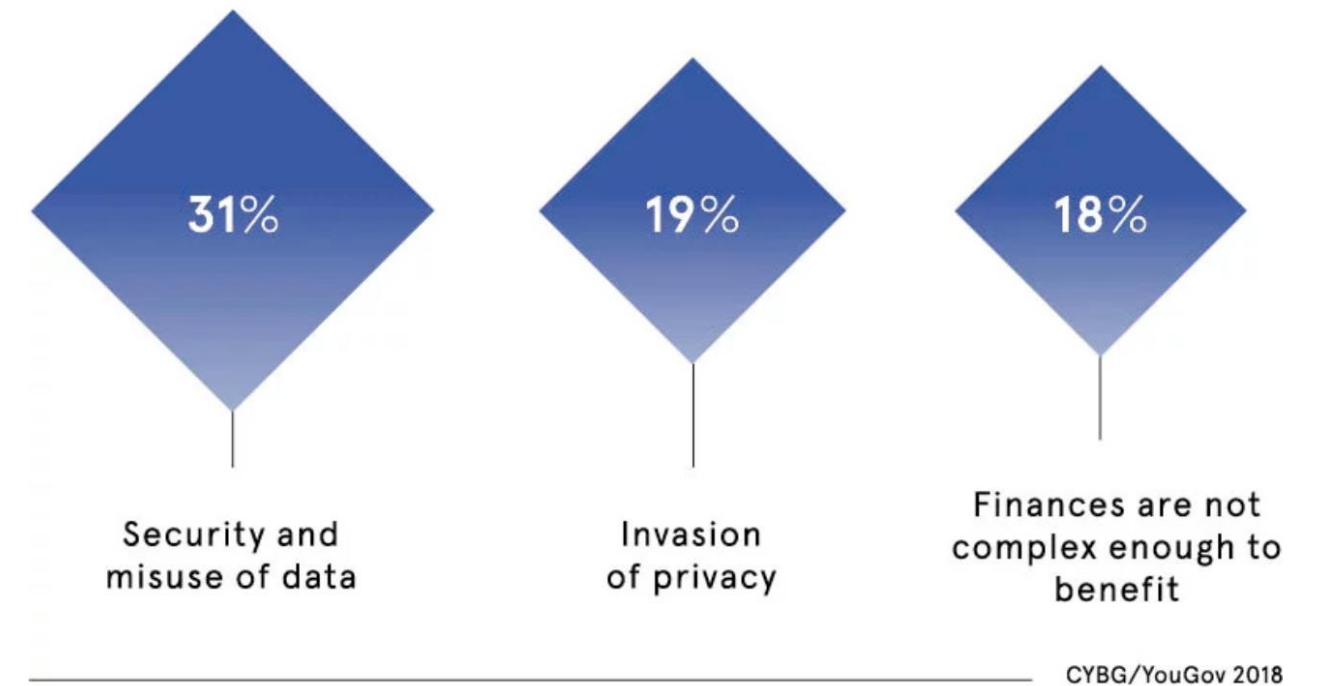 31%
19%
18%
Security and
misuse of data
Invasion
of privacy
Finances are not
complex enough to
benefit
CYBG/YouGov 2018